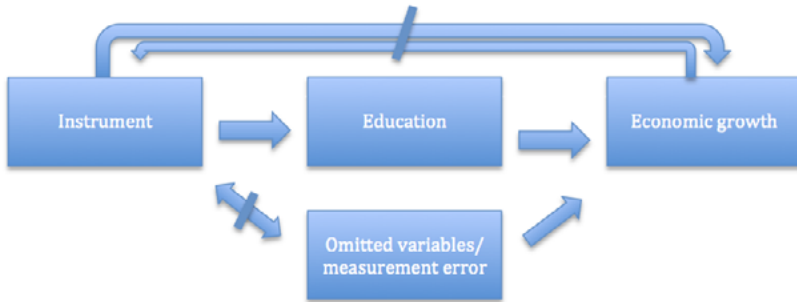 Instrument
Education
Economic growth
Omitted variables/
measurement error